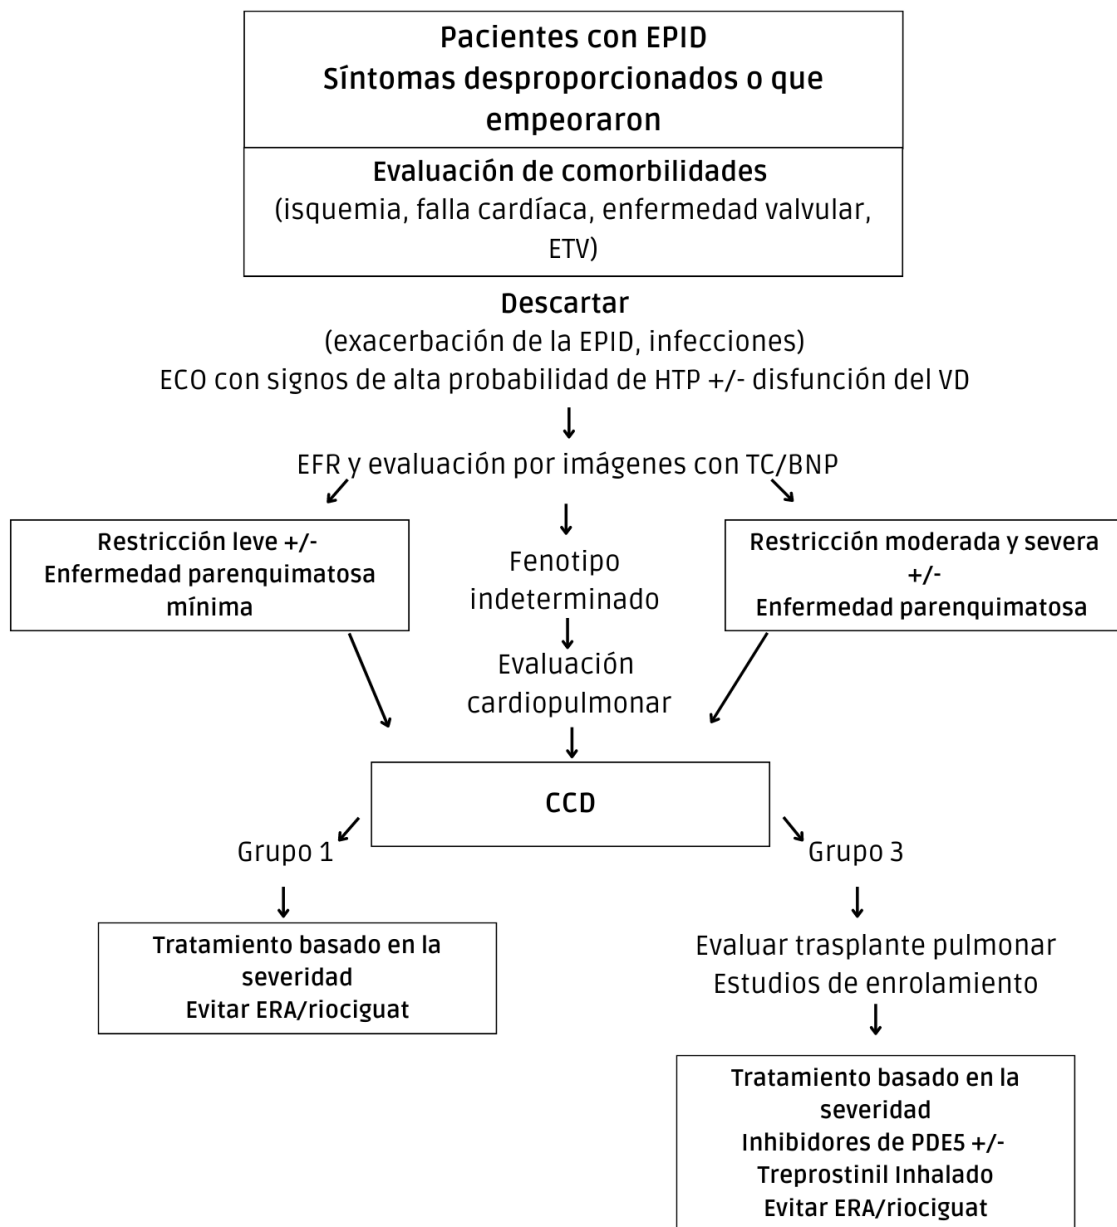 Pacientes con EPID
Síntomas desproporcionados o que
empeoraron
Evaluación de comorbilidades
(isquemia, falla cardíaca, enfermedad valvular,
ETV)
Descartar
(exacerbación de la EPID, infecciones)
ECO con signos de alta probabilidad de HTP +/- disfunción del VD
EFR y evaluación por imágenes con TC/BNP
Restricción leve +/-
Enfermedad parenquimatosa
mínima
Fenotipo
indeterminado
Evaluación
cardiopulmonar
Restricción moderada y severa
+/-
Enfermedad parenquimatosa
CCD
Grupo 1
Tratamiento basado en la
severidad
Evitar ERA/riociguat
Grupo 3
Evaluar trasplante pulmonar
Estudios de enrolamiento
Tratamiento basado en la
severidad
Inhibidores de PDE5 +/-
Treprostinil Inhalado
Evitar ERA/riociguat